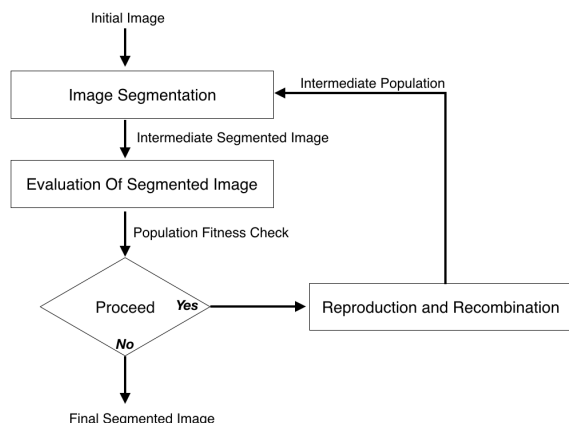 Initial Image
Intermediate Population
Image Segmentation
Intermediate Segmented Image
Evaluation Of Segmented Image
Population Fitness Check
Proceed
Yes
Reproduction and Recombination
No
Final Segmented Image